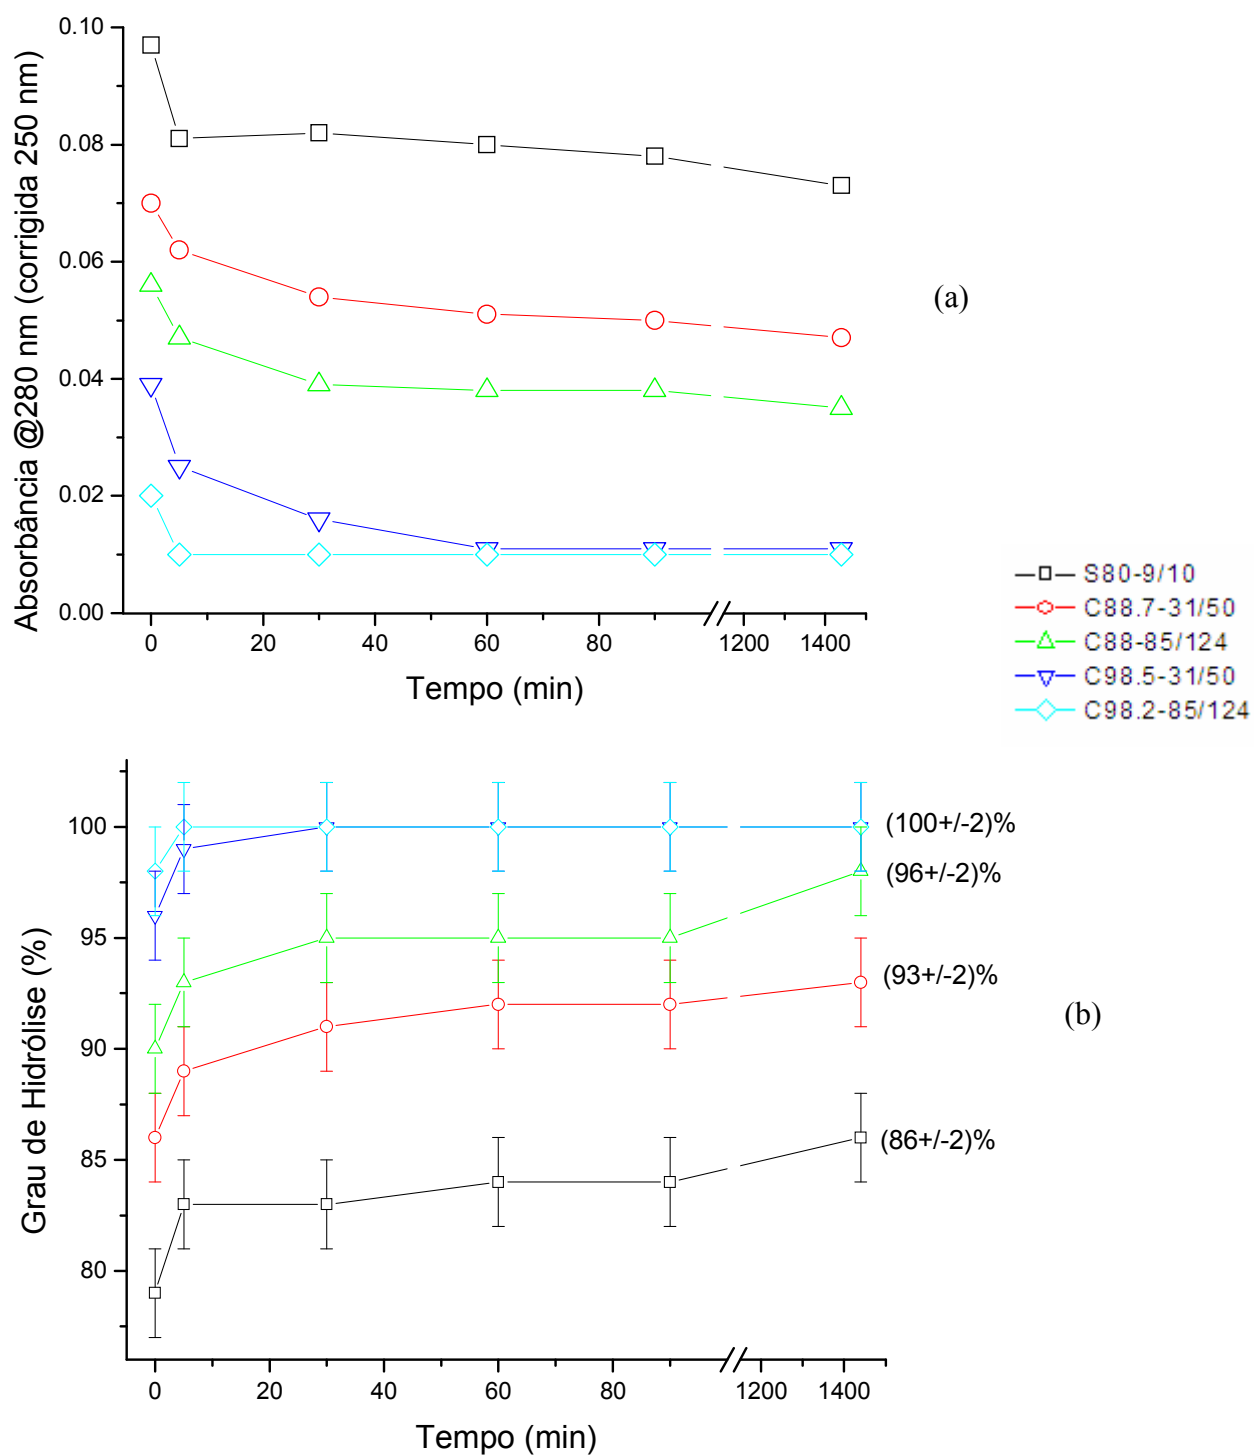 0.10
0.08
0.06
0.04
0.02
0.00
Absorbância @280 nm (corrigida 250 nm)
0 20 40 60 80 1200 1400
Tempo (min)
(a)
S80-9/10
C88.7-31/50
C88-85/124
C98.5-31/50
C98.2-85/124
100
95
90
85
80
Grau de Hidrólise (%)
(100+/-2)%
(96+/-2)%
(93+/-2)%
(86+/-2)%
(b)
0 20 40 60 80 1200 1400
Tempo (min)